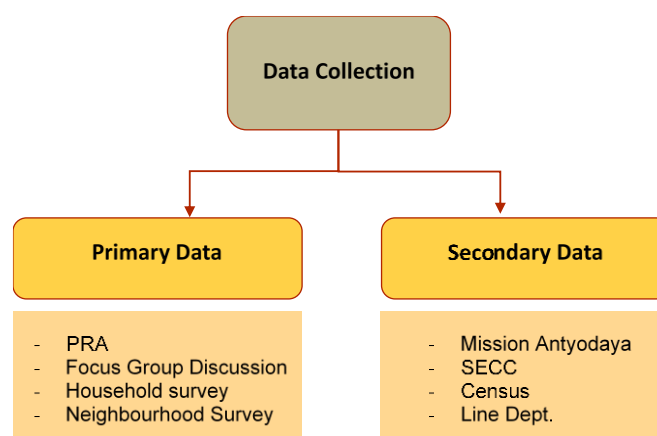 Data Collection
Primary Data
- PRA
- Focus Group Discussion
- Household survey
- Neighbourhood Survey
Secondary Data
- Mission Antyodaya
- SECC
- Census
- Line Dept.